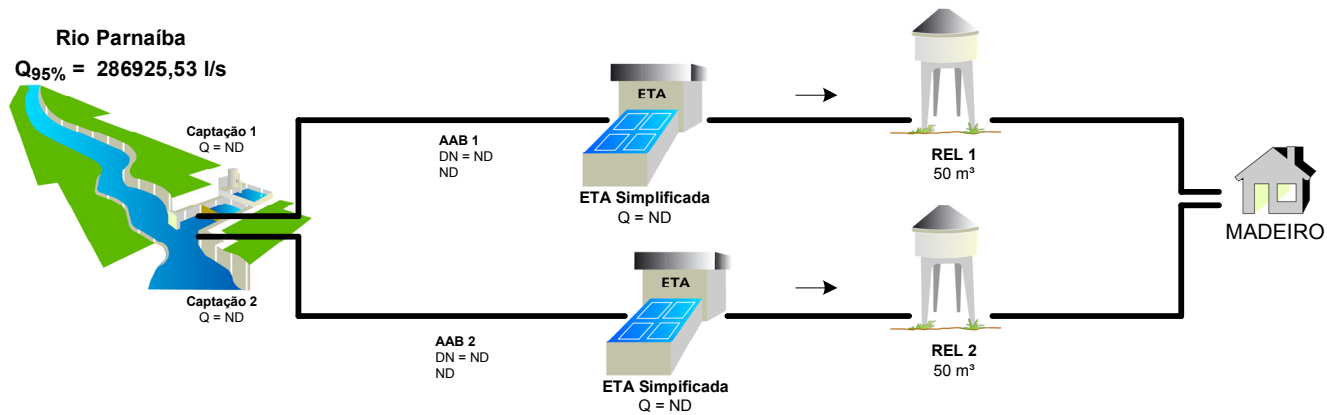 Rio Parnaíba
Q95% = 286925,53 l/s
Captação 1
Q = ND
AAB 1
DN = ND
ND
ETA
ETA Simplificada
Q = ND
REL 1
50 m³
MADEIRO
Captação 2
Q = ND
AAB 2
DN = ND
ND
ETA
ETA Simpificada
Q = ND
REL 2
50 m³